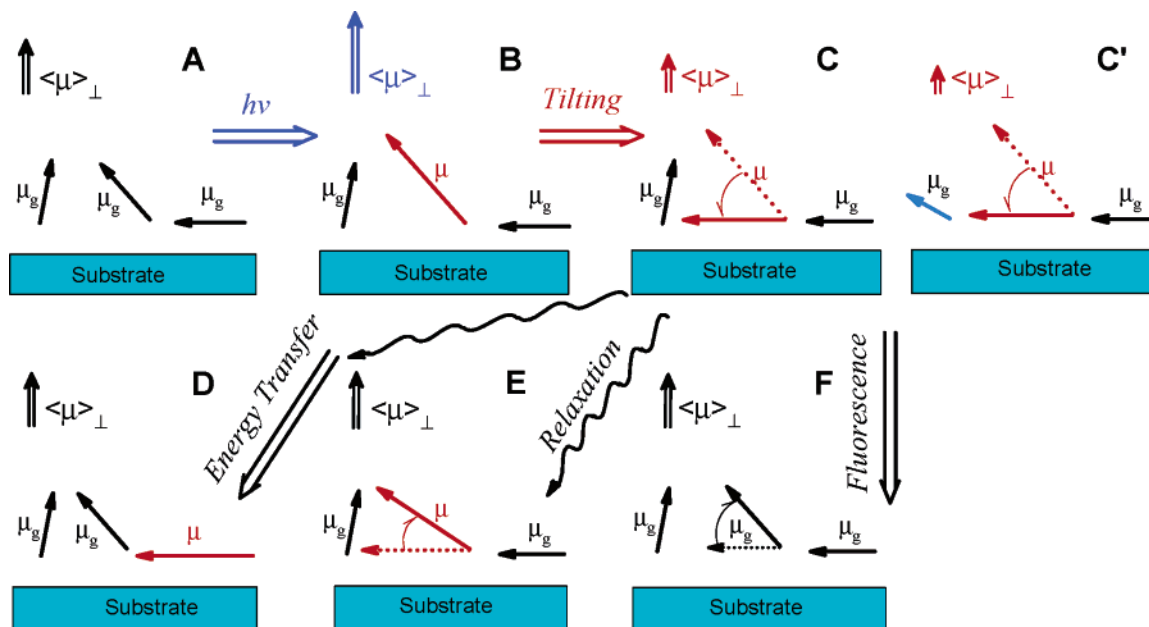 A
<μ>⊥
hν
μg
μg
μg
Substrate
B
<μ>⊥
Tilting
μg
μ
μg
Substrate
C
<μ>⊥
μg
μ
μg
Substrate
C'
<μ>⊥
μg
μ
μg
Substrate
Energy Transfer
Relaxation
Fluorescence
D
<μ>⊥
μg
μg
μ
Substrate
E
<μ>⊥
μg
μ
μg
Substrate
F
<μ>⊥
μg
μg
μg
Substrate